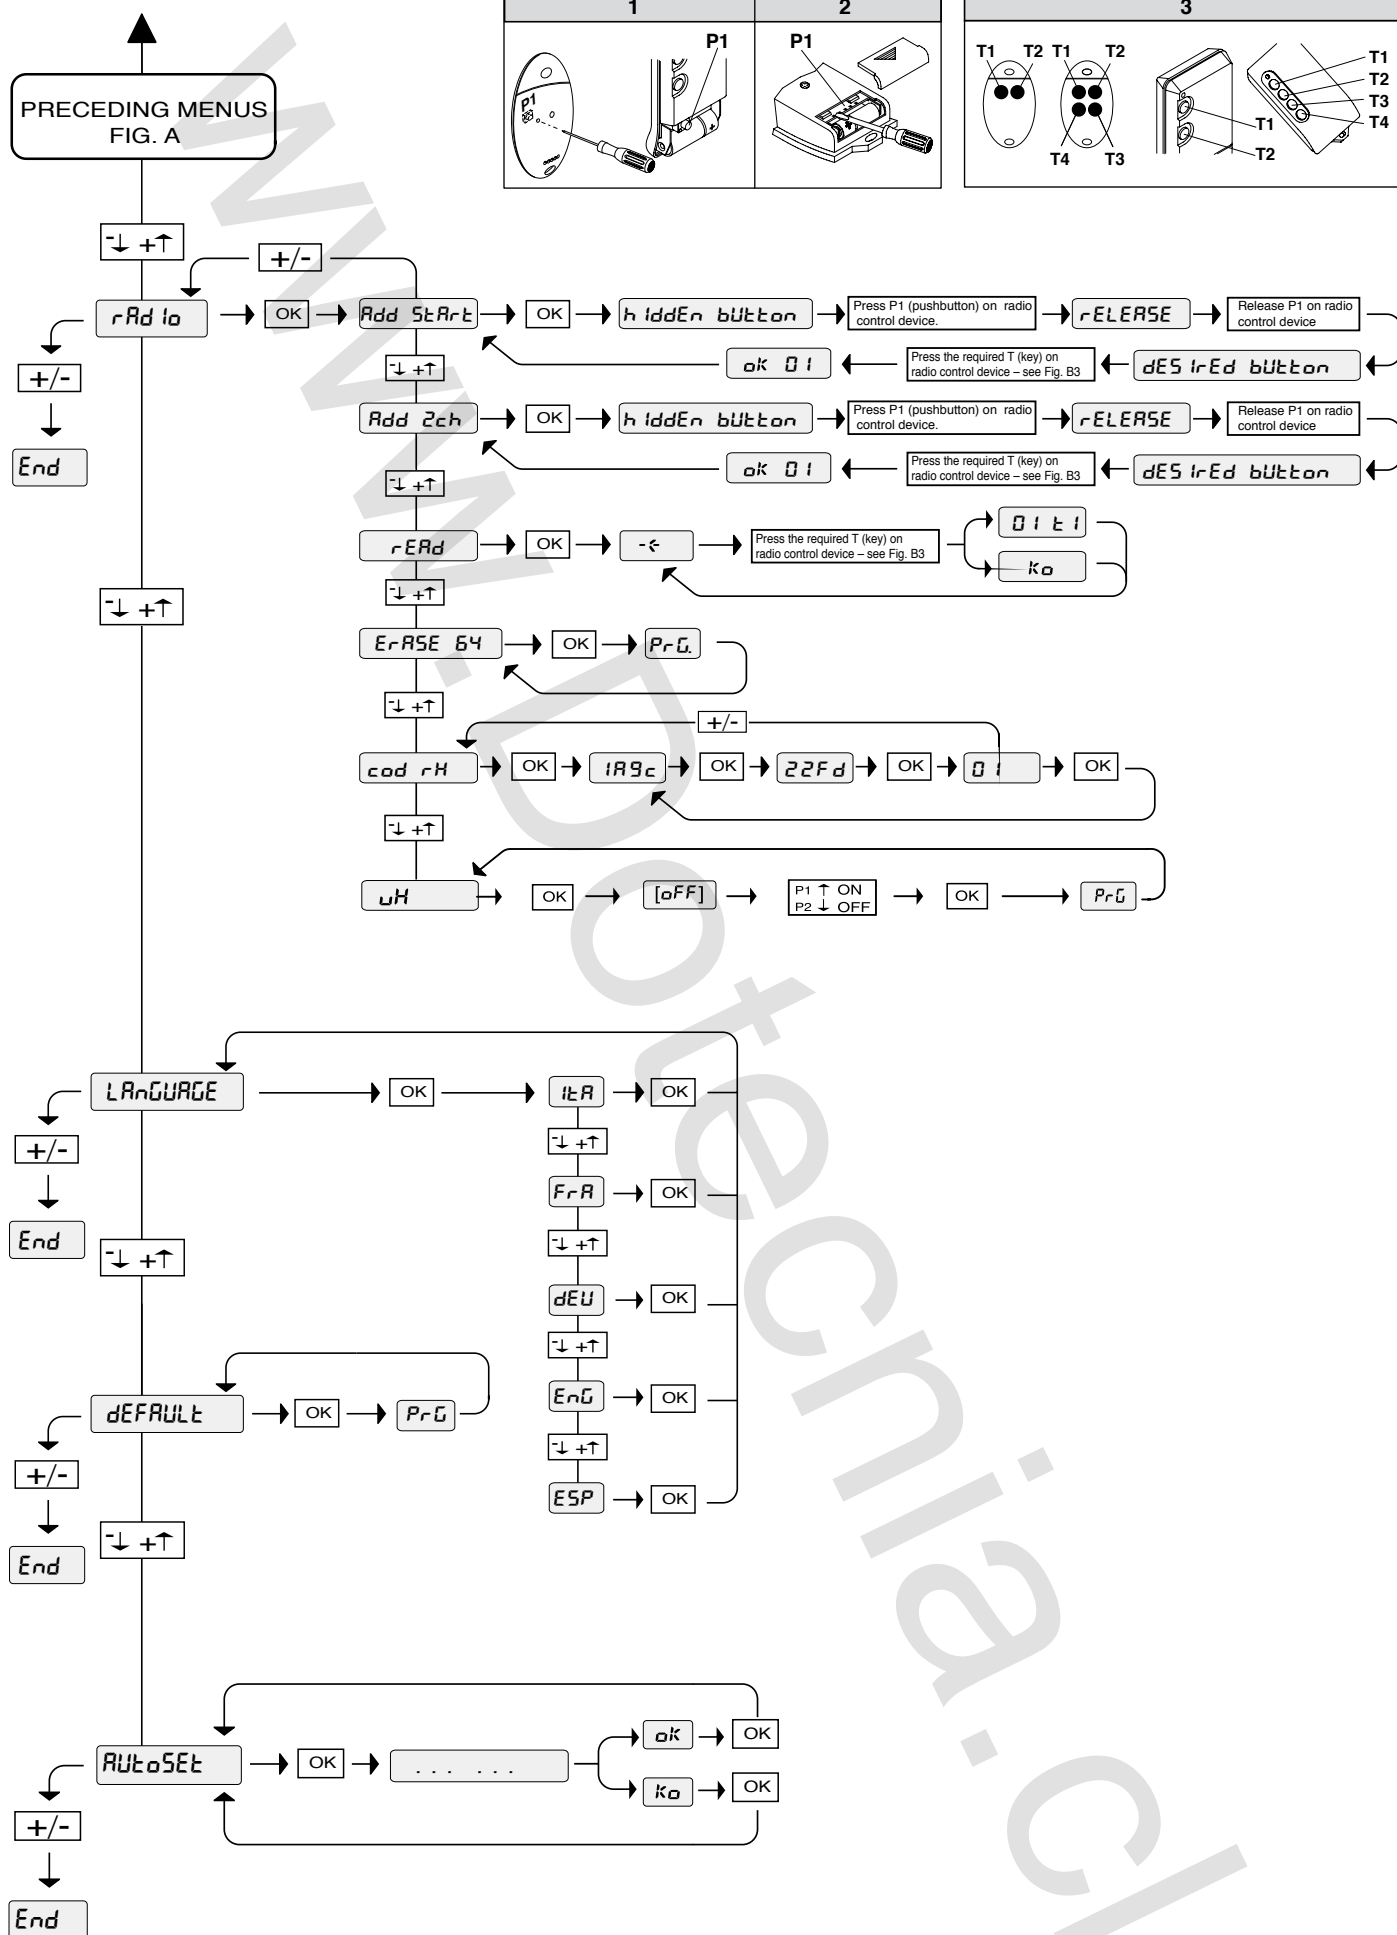 1 2 3
P1 P1 T1 T2 T1 T2 T1
T2
P1 T3
T1 T4
T4 T3 T2
PRECEDING MENUS
FIG. A
-↓ +↑
+/-
rAdIo OK Add StArt OK hIddEn bUtton Press P1 (pushbutton) on radio
control device. rELEASE Release P1 on radio
control device
-↓ +↑ oK 01 Press the required T (key) on
radio control device – see Fig. B3 dESIrEd bUtton
+/-
Add 2ch OK hIddEn bUtton Press P1 (pushbutton) on radio
control device. rELEASE Release P1 on radio
control device
End
-↓ +↑ oK 01 Press the required T (key) on
radio control device – see Fig. B3 dESIrEd bUtton
rEAd OK -< Press the required T (key) on
radio control device – see Fig. B3 01 t1
Ko
-↓ +↑
-↓ +↑
ErASE 64 OK PrG.
-↓ +↑
+/-
cod rH OK 1A9c OK 22Fd OK 01 OK
-↓ +↑
uH OK [oFF] P1 ↑ ON
P2 ↓ OFF OK PrG
LAnGUAGE OK ItA OK
+/-
-↓ +↑
FrA OK
End
-↓ +↑
-↓ +↑
dEU OK
-↓ +↑
dEFAULt OK PrG
EnG OK
+/-
-↓ +↑
ESP OK
End
-↓ +↑
AUtoSEt OK ... ... oK OK
Ko OK
+/-
End
www.Dotecnia.cl